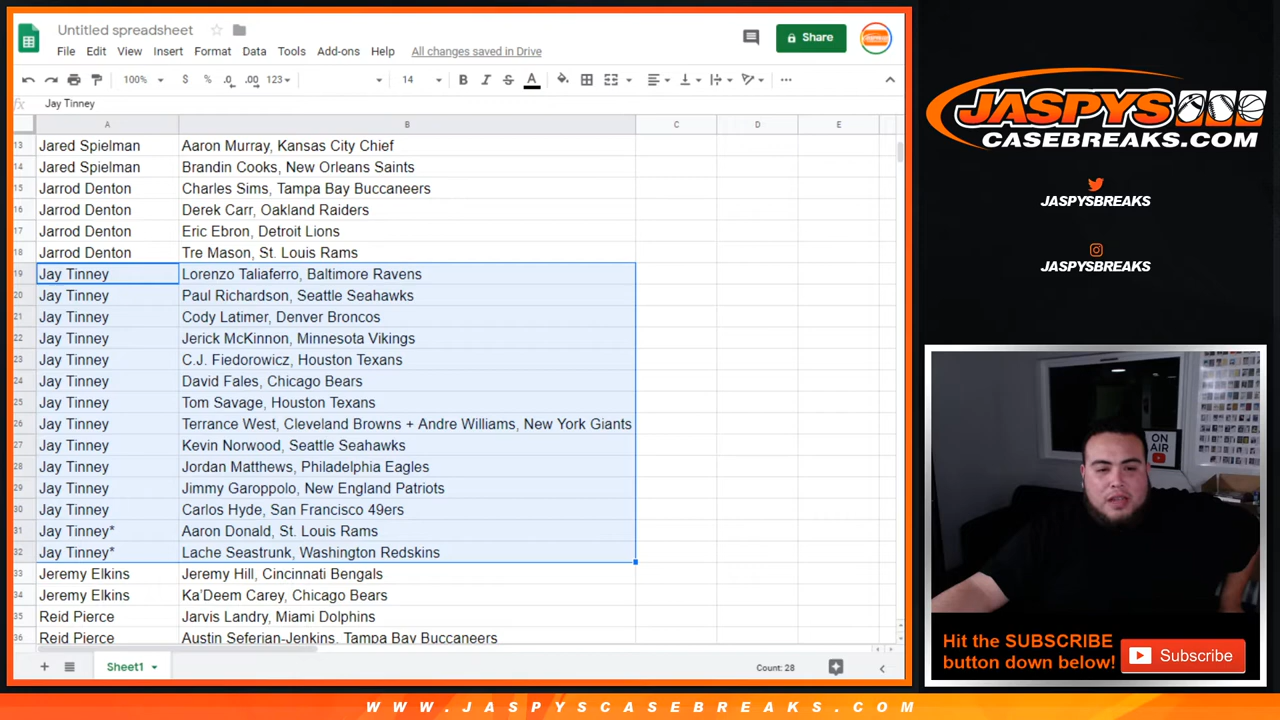 Untitled spreadsheet
File Edit View Insert Format Data Tools Add-ons Help All changes saved in Drive
Share
100% $ % .0 .00 123 14 B I S A
fx Jay Tinney
A B C D E
13 Jared Spielman Aaron Murray, Kansas City Chief
14 Jared Spielman Brandin Cooks, New Orleans Saints
15 Jarrod Denton Charles Sims, Tampa Bay Buccaneers
16 Jarrod Denton Derek Carr, Oakland Raiders
17 Jarrod Denton Eric Ebron, Detroit Lions
18 Jarrod Denton Tre Mason, St. Louis Rams
19 Jay Tinney Lorenzo Taliaferro, Baltimore Ravens
20 Jay Tinney Paul Richardson, Seattle Seahawks
21 Jay Tinney Cody Latimer, Denver Broncos
22 Jay Tinney Jerick McKinnon, Minnesota Vikings
23 Jay Tinney C.J. Fiedorowicz, Houston Texans
24 Jay Tinney David Fales, Chicago Bears
25 Jay Tinney Tom Savage, Houston Texans
26 Jay Tinney Terrance West, Cleveland Browns + Andre Williams, New York Giants
27 Jay Tinney Kevin Norwood, Seattle Seahawks
28 Jay Tinney Jordan Matthews, Philadelphia Eagles
29 Jay Tinney Jimmy Garoppolo, New England Patriots
30 Jay Tinney Carlos Hyde, San Francisco 49ers
31 Jay Tinney* Aaron Donald, St. Louis Rams
32 Jay Tinney* Lache Seastrunk, Washington Redskins
33 Jeremy Elkins Jeremy Hill, Cincinnati Bengals
34 Jeremy Elkins Ka'Deem Carey, Chicago Bears
35 Reid Pierce Jarvis Landry, Miami Dolphins
36 Reid Pierce Austin Seferian-Jenkins, Tampa Bay Buccaneers
Sheet1
Count: 28
JASPYS
CASEBREAKS.COM
JASPYSBREAKS
JASPYSBREAKS
ON
AIR
Hit the SUBSCRIBE
button down below!
Subscribe
WWW.JASPYSCASEBREAKS.COM